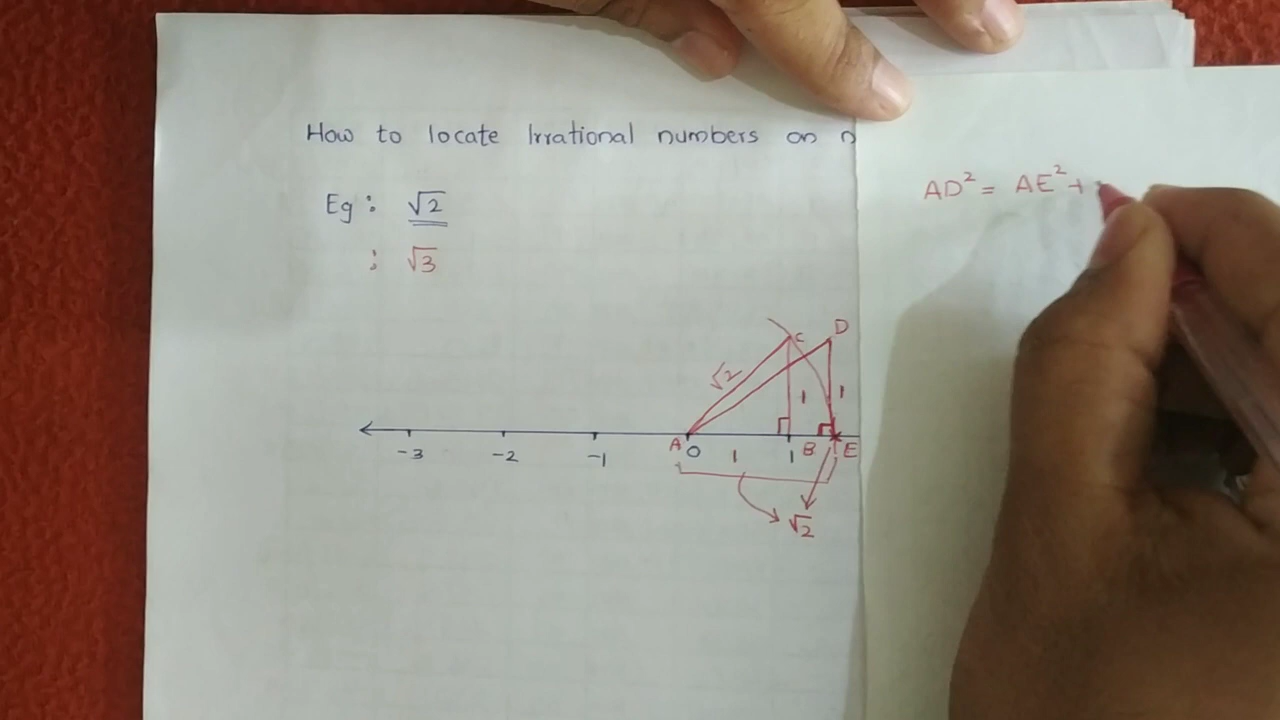 How to locate Irrational numbers on n
Eg : √2
: √3
AD² = AE² +
C D
√2 1 1
A B E
-3 -2 -1 0 1 1
√2